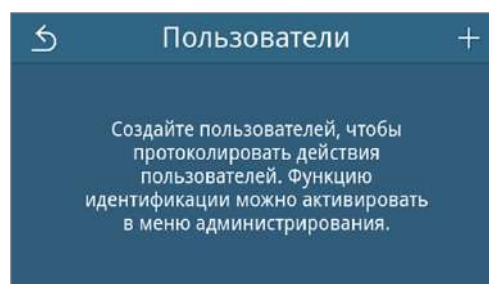 Пользователи
Создайте пользователей, чтобы
протоколировать действия
пользователей. Функцию
идентификации можно активировать
в меню администрирования.